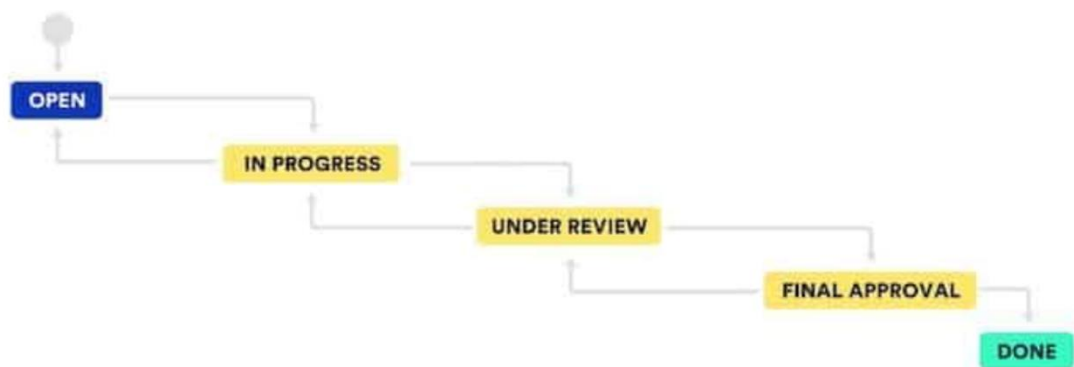 OPEN
IN PROGRESS
UNDER REVIEW
FINAL APPROVAL
DONE